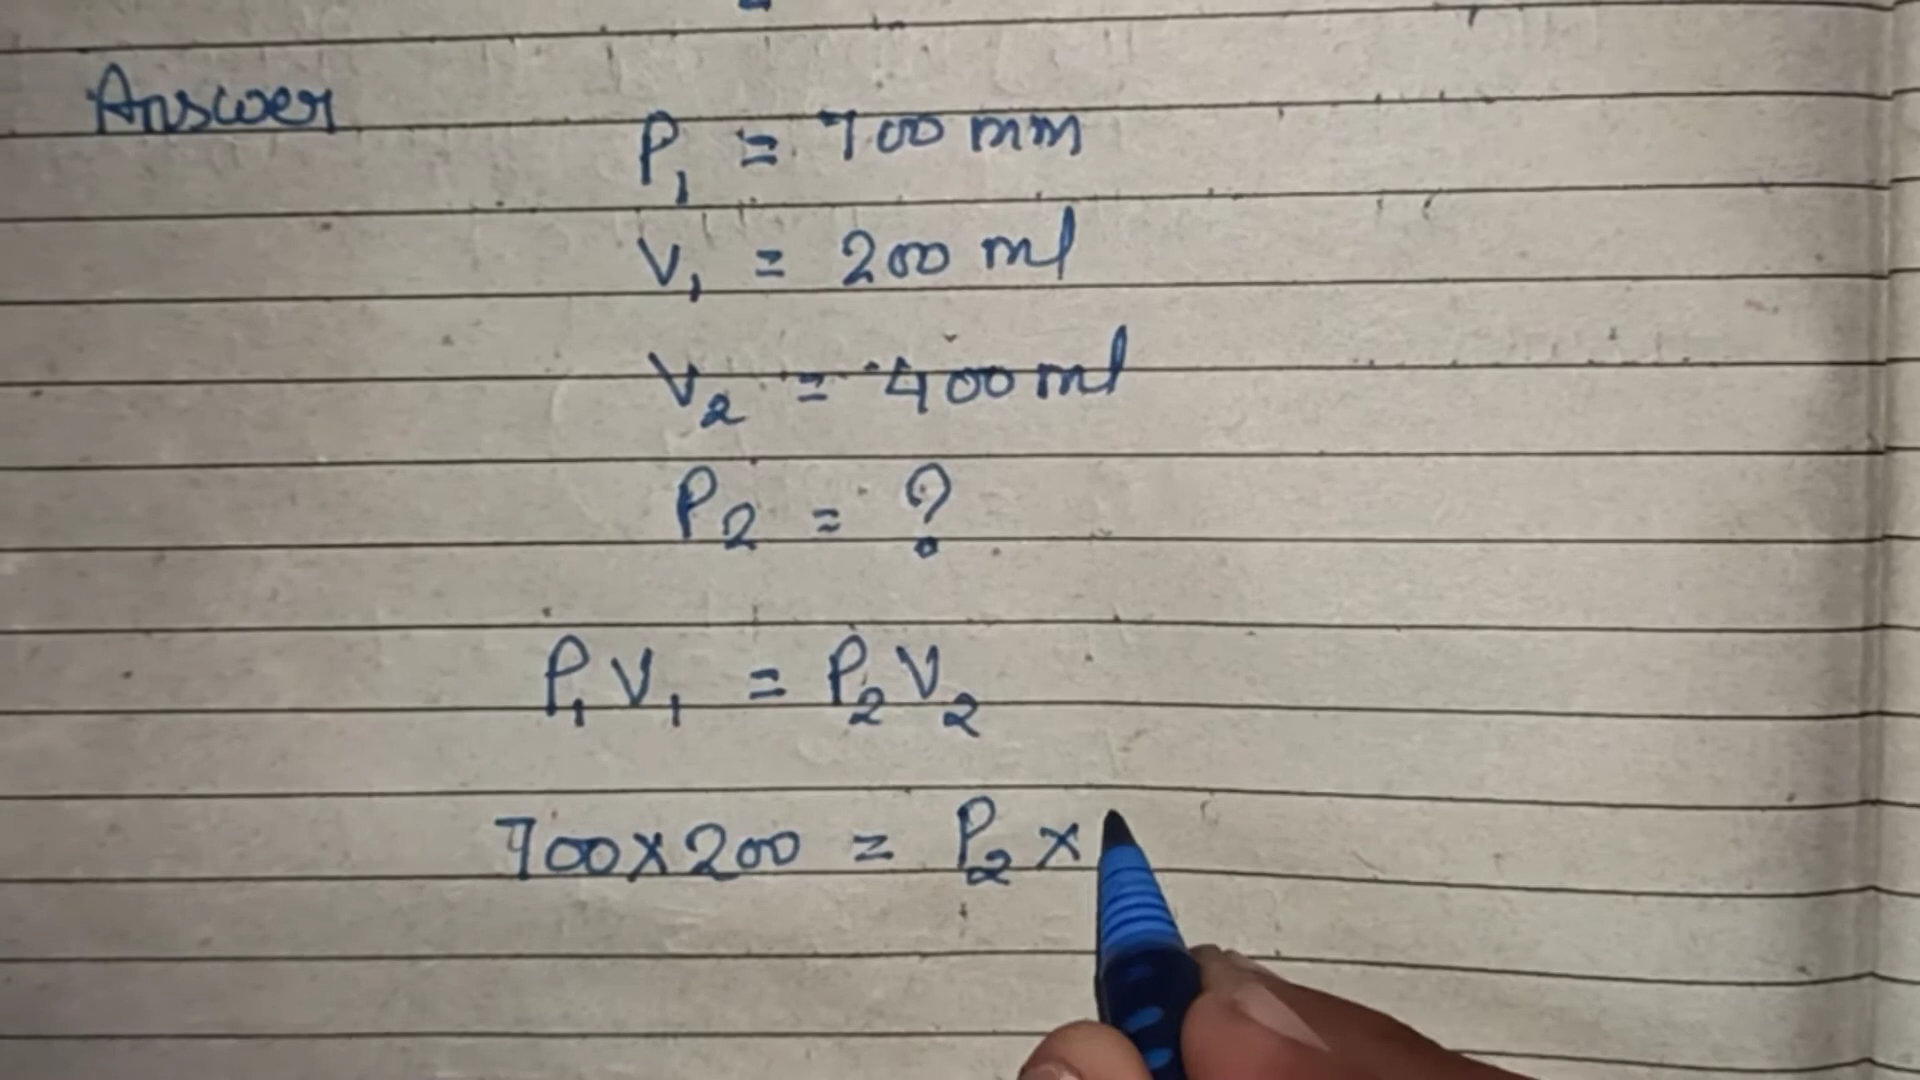 Answer
P₁ = 700 mm
V₁ = 200 ml
V₂ = 400 ml
P₂ = ?
P₁V₁ = P₂V₂
700×200 = P₂ ×